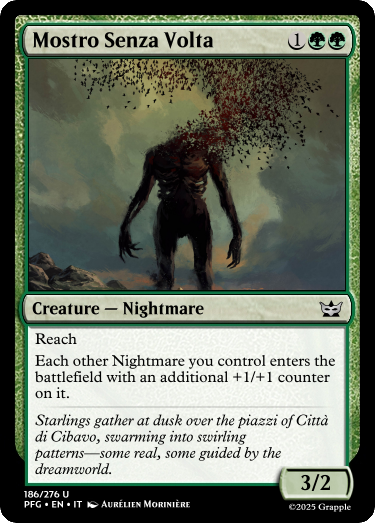 Mostro Senza Volta 1
Creature — Nightmare
Reach
Each other Nightmare you control enters the
battlefield with an additional +1/+1 counter
on it.
Starlings gather at dusk over the piazzi of Città
di Cibavo, swarming into swirling
patterns—some real, some guided by the
dreamworld.
3/2
186/276 U
PFG • EN • IT Aurélien Morinière
©2025 Grapple